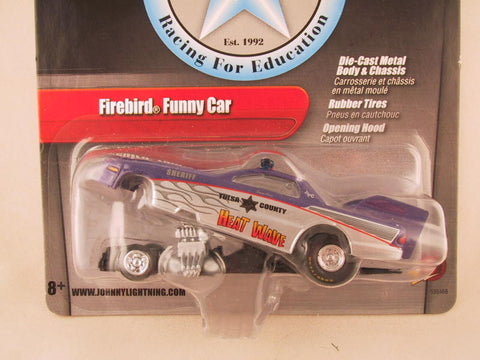 Est. 1992
Racing For Education
Die-Cast Metal
Body & Chassis
Carrosserie et châssis
en métal moulé
Rubber Tires
Pneus en caoutchouc
Opening Hood
Capot ouvrant
Firebird® Funny Car
SHERIFF
TULSA COUNTY
HEAT WAVE
8+
WWW.JOHNNYLIGHTNING.COM